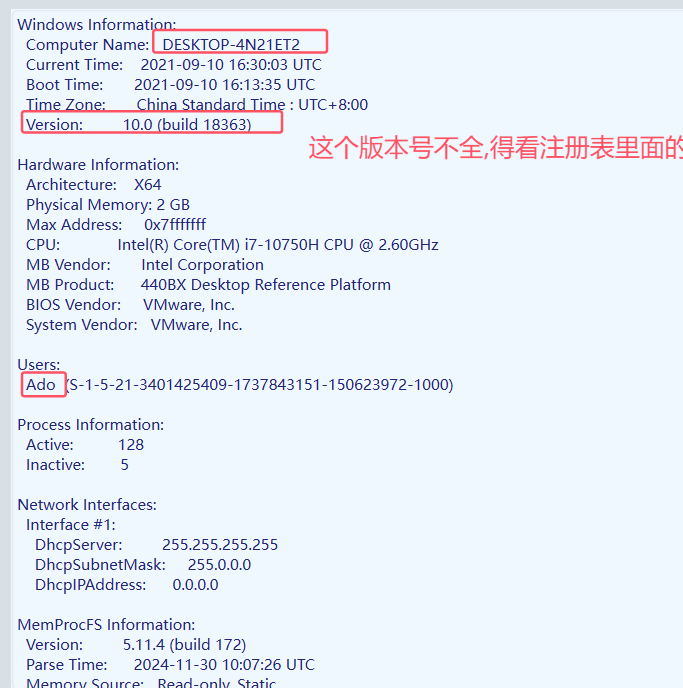 Windows Information:
Computer Name: DESKTOP-4N21ET2
Current Time: 2021-09-10 16:30:03 UTC
Boot Time: 2021-09-10 16:13:35 UTC
Time Zone: China Standard Time : UTC+8:00
Version: 10.0 (build 18363)
这个版本号不全,得看注册表里面的
Hardware Information:
Architecture: X64
Physical Memory: 2 GB
Max Address: 0x7fffffff
CPU: Intel(R) Core(TM) i7-10750H CPU @ 2.60GHz
MB Vendor: Intel Corporation
MB Product: 440BX Desktop Reference Platform
BIOS Vendor: VMware, Inc.
System Vendor: VMware, Inc.
Users:
Ado (S-1-5-21-3401425409-1737843151-150623972-1000)
Process Information:
Active: 128
Inactive: 5
Network Interfaces:
Interface #1:
DhcpServer: 255.255.255.255
DhcpSubnetMask: 255.0.0.0
DhcpIPAddress: 0.0.0.0
MemProcFS Information:
Version: 5.11.4 (build 172)
Parse Time: 2024-11-30 10:07:26 UTC
Memory Source: Read-only, Static